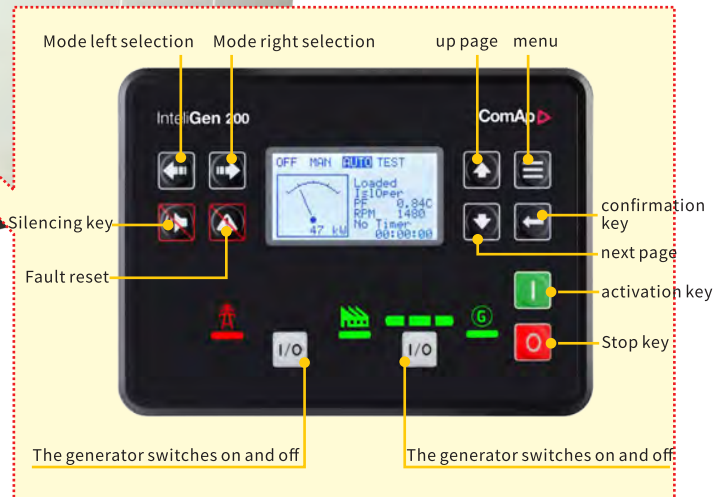 Mode left selection
Mode right selection
up page
menu
InteliGen 200
ComAp
OFF MAN AUTO TEST
Loaded
IslOper
PF 0.84C
RPM 1480
No Timer
00:00:00
47 kW
Silencing key
Fault reset
confirmation
key
next page
activation key
Stop key
G
I
O
I/O
I/O
The generator switches on and off
The generator switches on and off